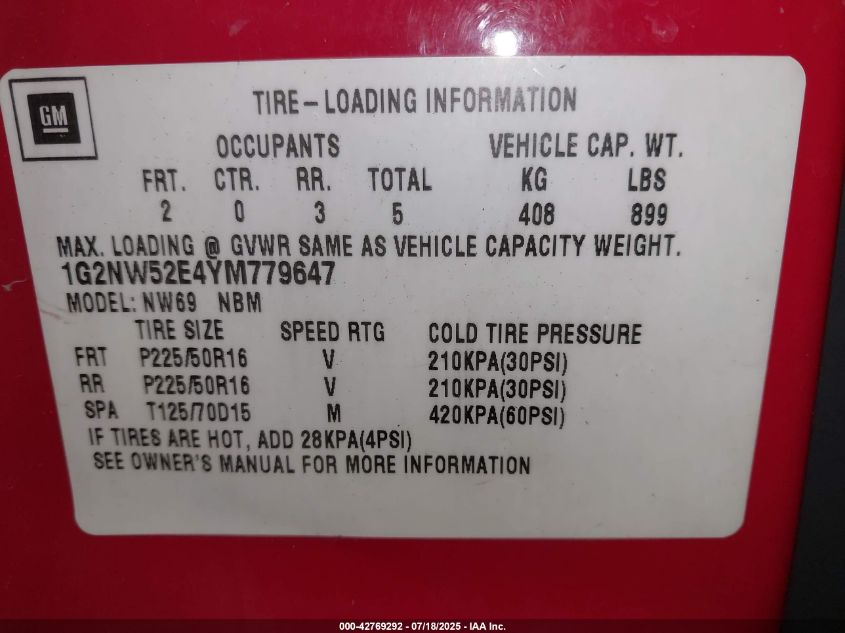 GM
TIRE-LOADING INFORMATION
OCCUPANTS VEHICLE CAP. WT.
FRT. CTR. RR. TOTAL KG LBS
2 0 3 5 408 899
MAX. LOADING @ GVWR SAME AS VEHICLE CAPACITY WEIGHT.
1G2NW52E4YM779647
MODEL: NW69 NBM
TIRE SIZE SPEED RTG COLD TIRE PRESSURE
FRT P225/50R16 V 210KPA(30PSI)
RR P225/50R16 V 210KPA(30PSI)
SPA T125/70D15 M 420KPA(60PSI)
IF TIRES ARE HOT, ADD 28KPA(4PSI)
SEE OWNER'S MANUAL FOR MORE INFORMATION
000-42769292 - 07/18/2025 - IAA Inc.